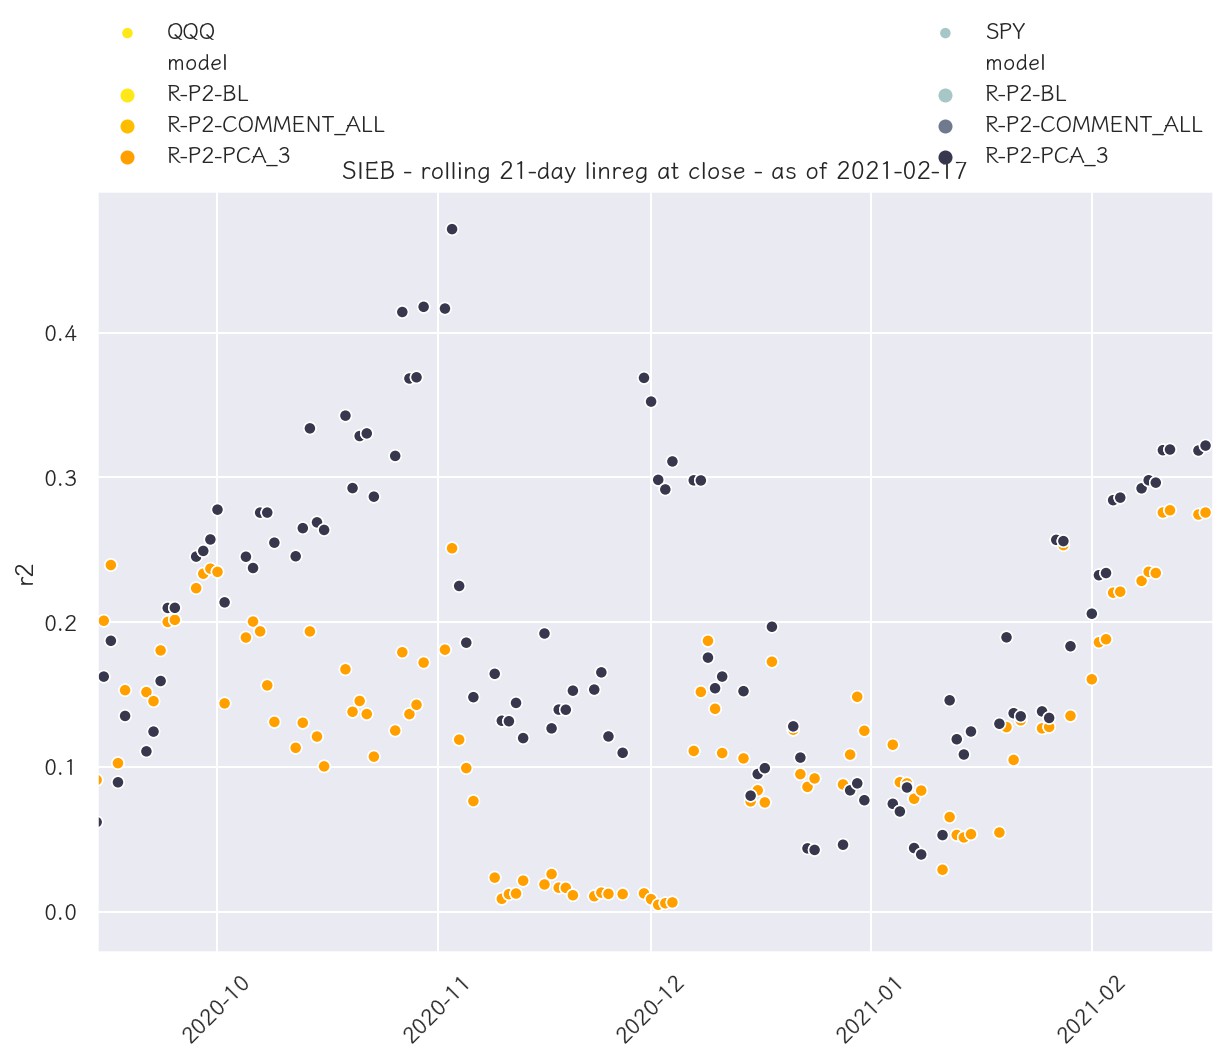 QQQ
model
R-P2-BL
R-P2-COMMENT_ALL
R-P2-PCA_3
SPY
model
R-P2-BL
R-P2-COMMENT_ALL
R-P2-PCA_3
SIEB - rolling 21-day linreg at close - as of 2021-02-17
r2
0.4
0.3
0.2
0.1
0.0
2020-10
2020-11
2020-12
2021-01
2021-02